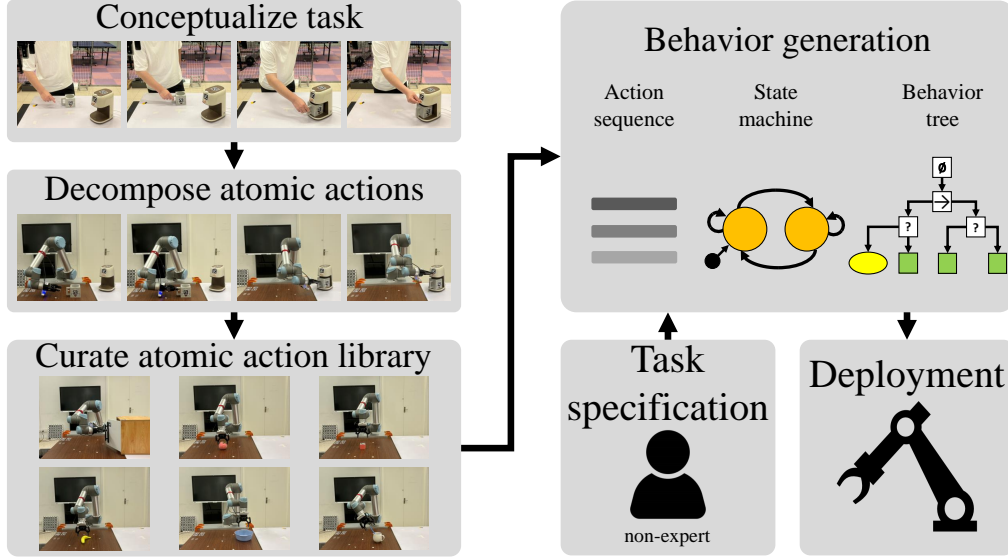 Conceptualize task
Decompose atomic actions
Curate atomic action library
Behavior generation
Action
sequence
State
machine
Behavior
tree
ø
→
?
?
Task
specification
non-expert
Deployment